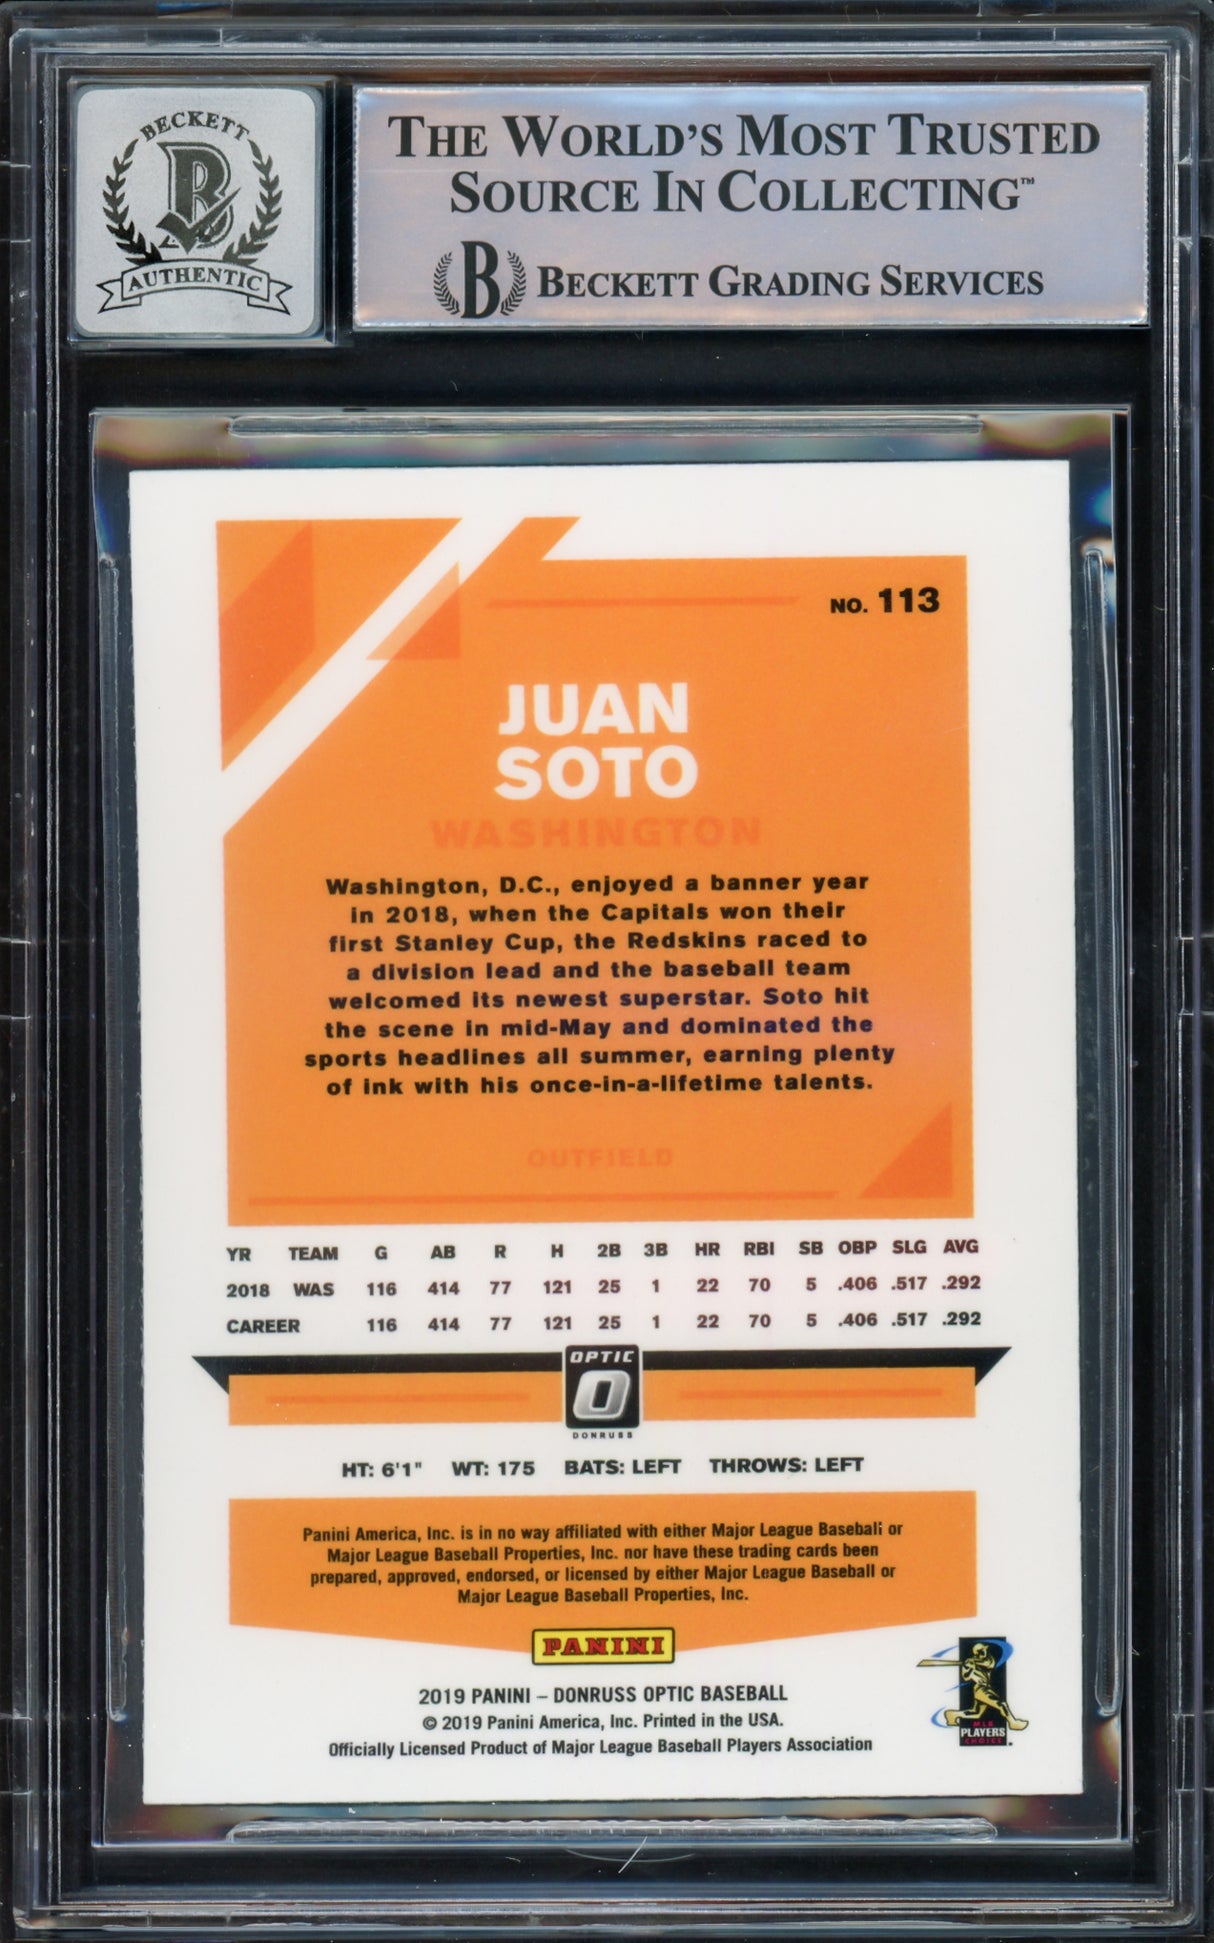 BECKETT
B
AUTHENTIC
THE WORLD'S MOST TRUSTED
SOURCE IN COLLECTING™
B BECKETT GRADING SERVICES
NO. 113
JUAN
SOTO
WASHINGTON
Washington, D.C., enjoyed a banner year
in 2018, when the Capitals won their
first Stanley Cup, the Redskins raced to
a division lead and the baseball team
welcomed its newest superstar. Soto hit
the scene in mid-May and dominated the
sports headlines all summer, earning plenty
of ink with his once-in-a-lifetime talents.
OUTFIELD
YR TEAM G AB R H 2B 3B HR RBI SB OBP SLG AVG
2018 WAS 116 414 77 121 25 1 22 70 5 .406 .517 .292
CAREER 116 414 77 121 25 1 22 70 5 .406 .517 .292
OPTIC
O
DONRUSS
HT: 6'1" WT: 175 BATS: LEFT THROWS: LEFT
Panini America, Inc. is in no way affiliated with either Major League Baseball or
Major League Baseball Properties, Inc. nor have these trading cards been
prepared, approved, endorsed, or licensed by either Major League Baseball or
Major League Baseball Properties, Inc.
PANINI
2019 PANINI – DONRUSS OPTIC BASEBALL
© 2019 Panini America, Inc. Printed in the USA.
Officially Licensed Product of Major League Baseball Players Association
MLB
PLAYERS
CHOICE